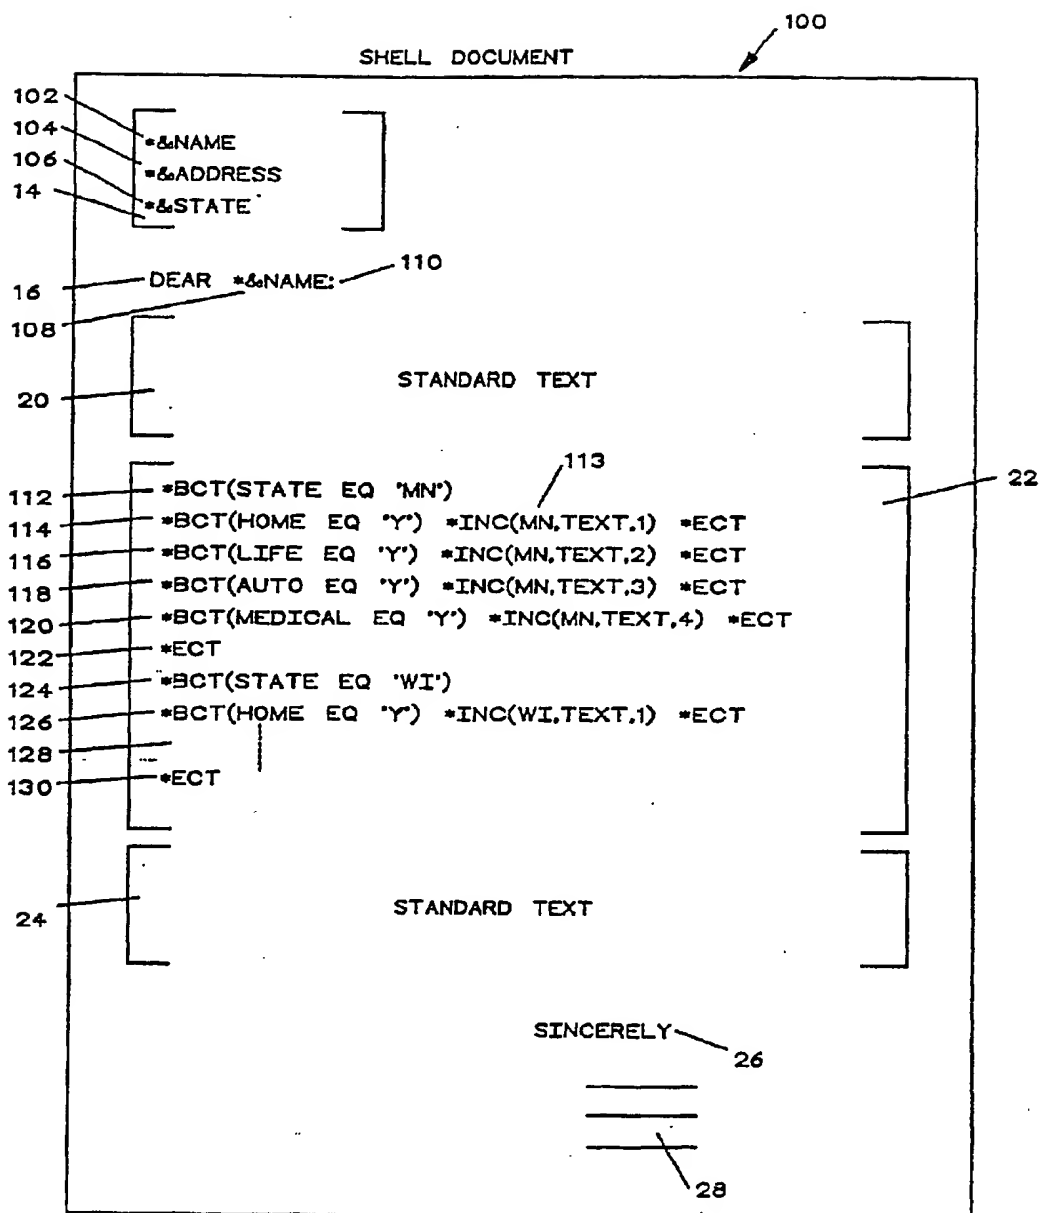 100
SHELL DOCUMENT
102
104
106
14
*&NAME
*&ADDRESS
*&STATE
16
DEAR *&NAME:
110
108
20
STANDARD TEXT
113
22
112 *BCT(STATE EQ 'MN')
114 *BCT(HOME EQ 'Y') *INC(MN,TEXT,1) *ECT
116 *BCT(LIFE EQ 'Y') *INC(MN,TEXT,2) *ECT
118 *BCT(AUTO EQ 'Y') *INC(MN,TEXT,3) *ECT
120 *BCT(MEDICAL EQ 'Y') *INC(MN,TEXT,4) *ECT
122 *ECT
124 *BCT(STATE EQ 'WI')
126 *BCT(HOME EQ 'Y') *INC(WI,TEXT,1) *ECT
128
130 *ECT
24
STANDARD TEXT
SINCERELY
26
28